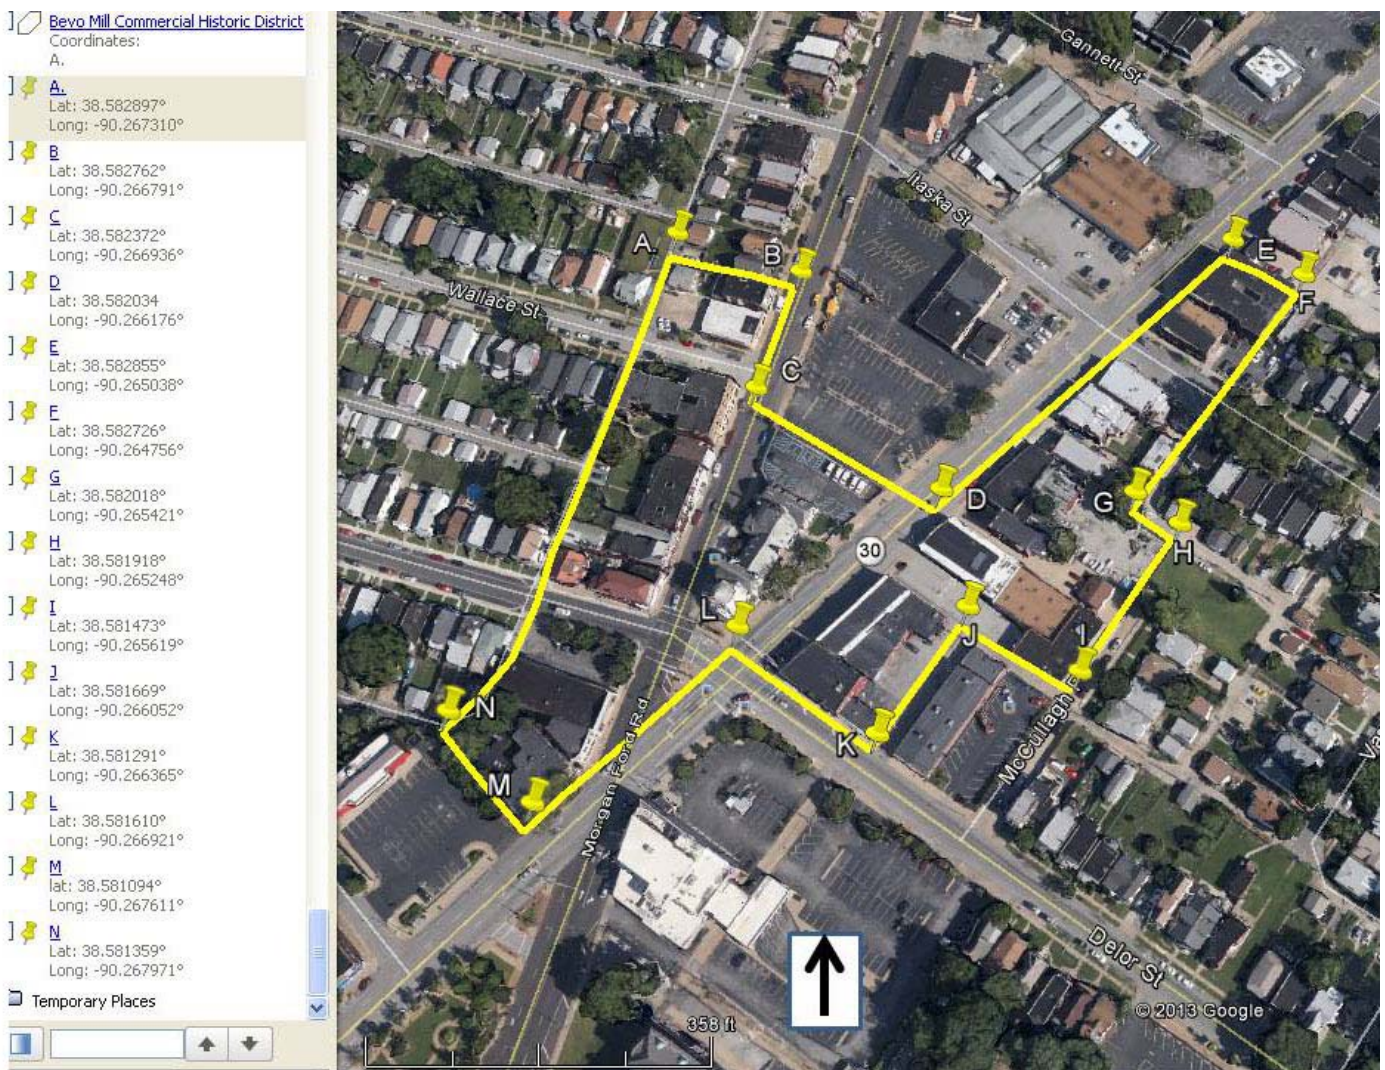 Bevo Mill Commercial Historic District
Coordinates:
A.
A.
Lat: 38.582897°
Long: -90.267310°
B
Lat: 38.582762°
Long: -90.266791°
C
Lat: 38.582372°
Long: -90.266936°
D
Lat: 38.582034
Long: -90.266176°
E
Lat: 38.582855°
Long: -90.265038°
F
Lat: 38.582726°
Long: -90.264756°
G
Lat: 38.582018°
Long: -90.265421°
H
Lat: 38.581918°
Long: -90.265248°
I
Lat: 38.581473°
Long: -90.265619°
J
Lat: 38.581669°
Long: -90.266052°
K
Lat: 38.581291°
Long: -90.266365°
L
Lat: 38.581610°
Long: -90.266921°
M
lat: 38.581094°
Long: -90.267611°
N
Lat: 38.581359°
Long: -90.267971°
Temporary Places
Gannett St
Itaska St
A.
B
E
F
Wallace St
C
D
G
H
30
L
J
I
N
K
McCullagh
M
Morgan Ford Rd
Delor St
© 2013 Google
358 ft